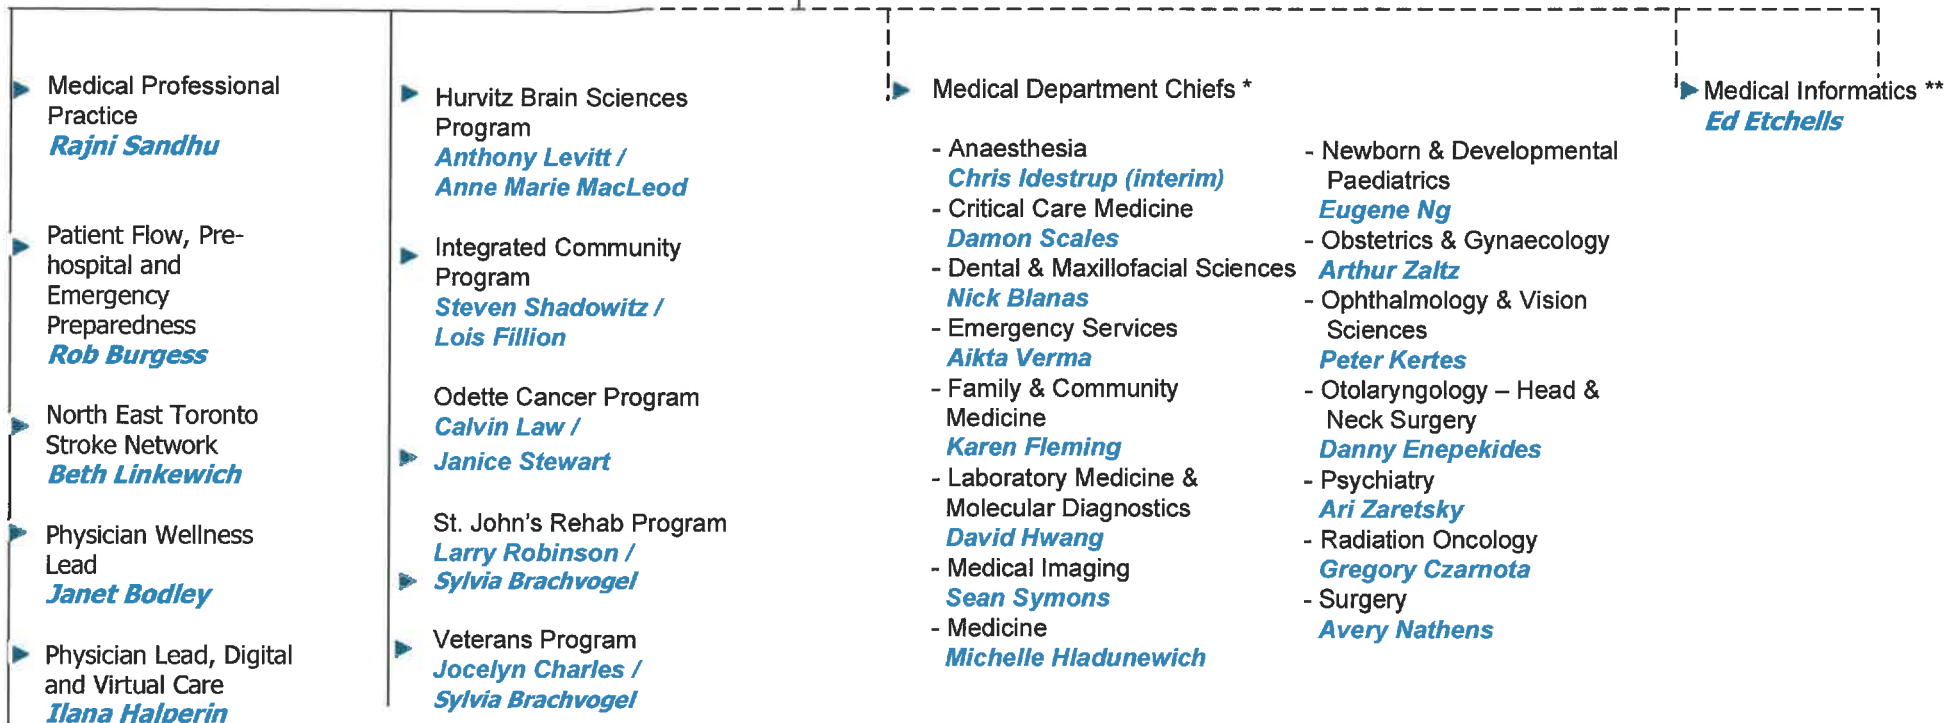 Medical Professional
Practice
Rajni Sandhu
Patient Flow, Pre-
hospital and
Emergency
Preparedness
Rob Burgess
North East Toronto
Stroke Network
Beth Linkewich
Physician Wellness
Lead
Janet Bodley
Physician Lead, Digital
and Virtual Care
Ilana Halperin
Hurvitz Brain Sciences
Program
Anthony Levitt /
Anne Marie MacLeod
Integrated Community
Program
Steven Shadowitz /
Lois Fillion
Odette Cancer Program
Calvin Law /
Janice Stewart
St. John's Rehab Program
Larry Robinson /
Sylvia Brachvogel
Veterans Program
Jocelyn Charles /
Sylvia Brachvogel
Medical Department Chiefs *
- Anaesthesia
Chris Idestrup (interim)
- Critical Care Medicine
Damon Scales
- Dental & Maxillofacial Sciences
Nick Blanas
- Emergency Services
Aikta Verma
- Family & Community
Medicine
Karen Fleming
- Laboratory Medicine &
Molecular Diagnostics
David Hwang
- Medical Imaging
Sean Symons
- Medicine
Michelle Hladunewich
- Newborn & Developmental
Paediatrics
Eugene Ng
- Obstetrics & Gynaecology
Arthur Zaltz
- Ophthalmology & Vision
Sciences
Peter Kertes
- Otolaryngology – Head &
Neck Surgery
Danny Enepekides
- Psychiatry
Ari Zaretsky
- Radiation Oncology
Gregory Czarnota
- Surgery
Avery Nathens
Medical Informatics **
Ed Etchells